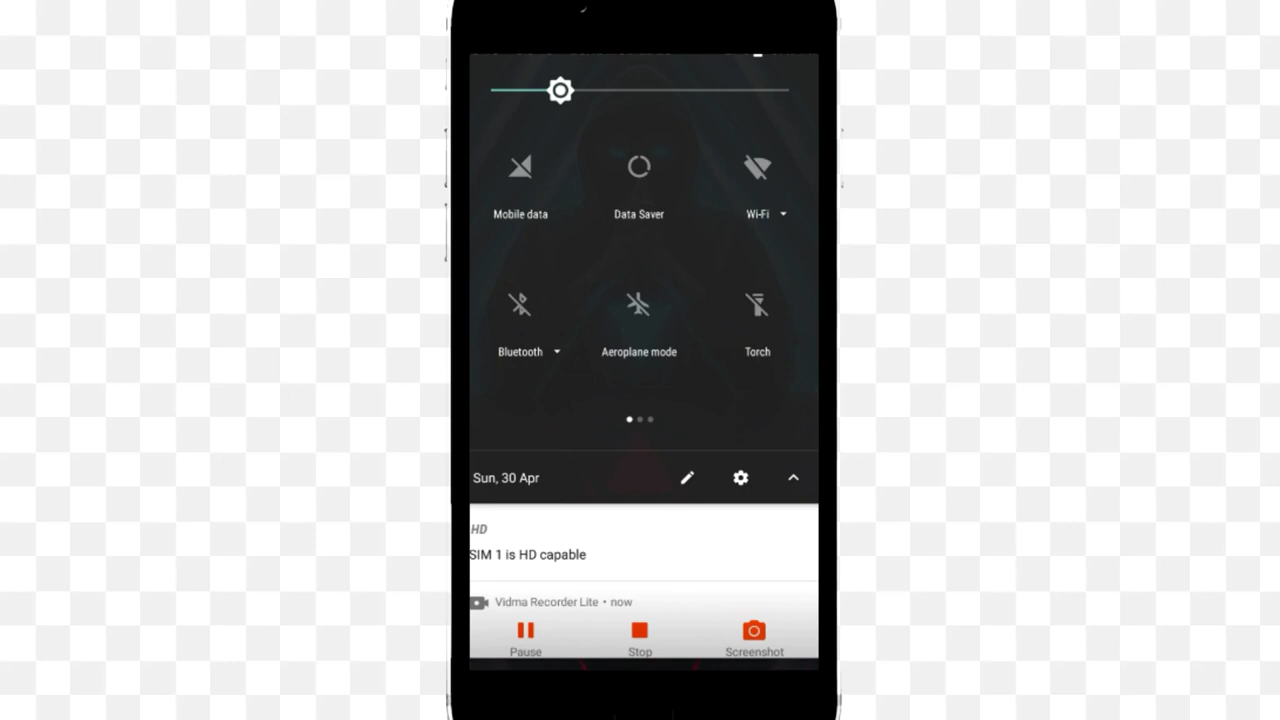 Mobile data
Data Saver
Wi-Fi
Bluetooth
Aeroplane mode
Torch
Sun, 30 Apr
HD
SIM 1 is HD capable
Vidma Recorder Lite • now
Pause
Stop
Screenshot